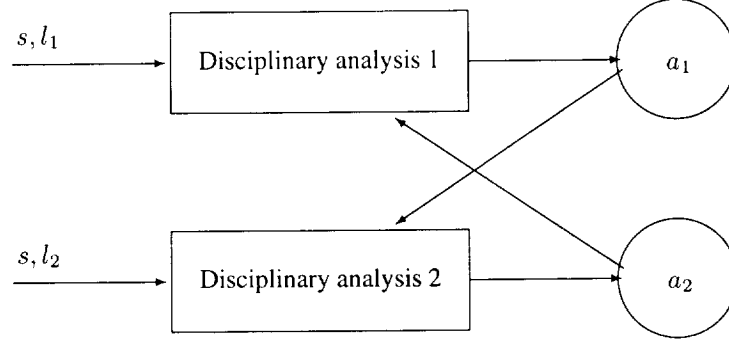 s, l₁
Disciplinary analysis 1
a₁
s, l₂
Disciplinary analysis 2
a₂